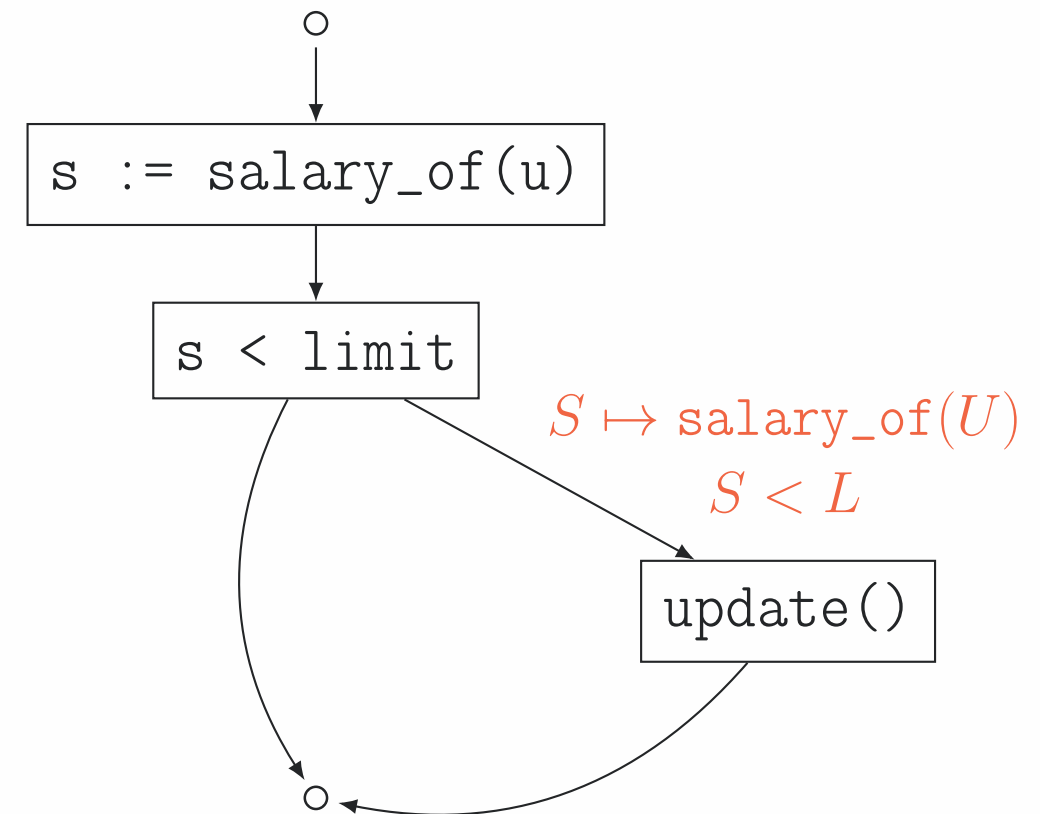 s := salary_of(u)
s < limit
S ↦ salary_of(U)
S < L
update()